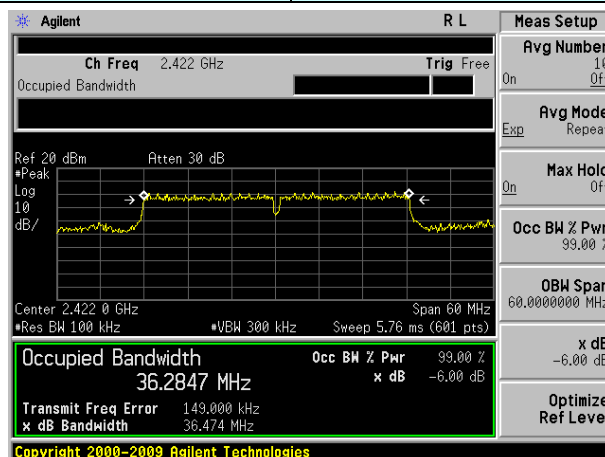 Agilent R L
Ch Freq 2.422 GHz Trig Free
Occupied Bandwidth
Ref 20 dBm Atten 30 dB
#Peak
Log
10
dB/
Center 2.422 0 GHz Span 60 MHz
#Res BW 100 kHz #VBW 300 kHz Sweep 5.76 ms (601 pts)
Occupied Bandwidth Occ BW % Pwr 99.00 %
36.2847 MHz x dB -6.00 dB
Transmit Freq Error 149.000 kHz
x dB Bandwidth 36.474 MHz
Copyright 2000-2009 Agilent Technologies
Meas Setup
Avg Number
10
On Of
Avg Mode
Exp Repea
Max Hold
On Of
Occ BW % Pwr
99.00 %
OBW Span
60.0000000 MHz
x dB
-6.00 dB
Optimize
Ref Leve